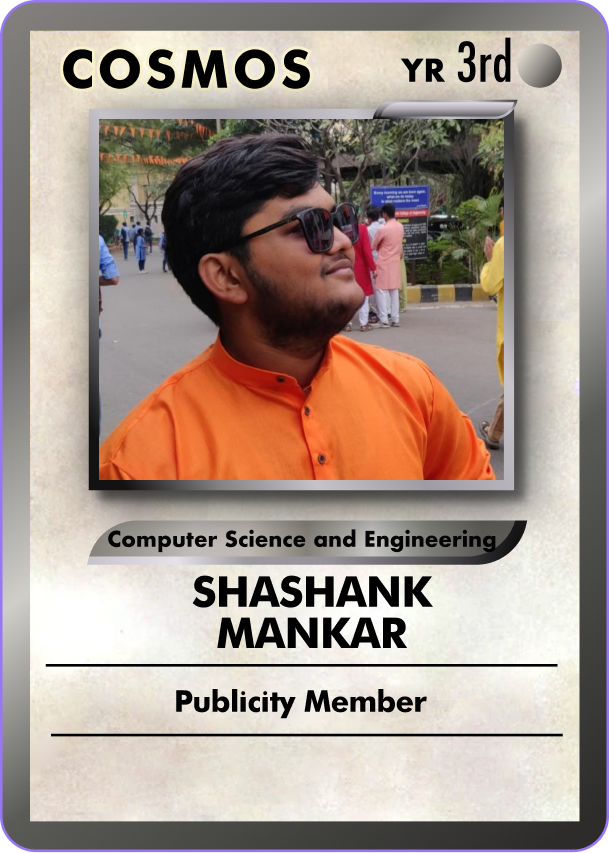 COSMOS
YR 3rd
Computer Science and Engineering
SHASHANK
MANKAR
Publicity Member